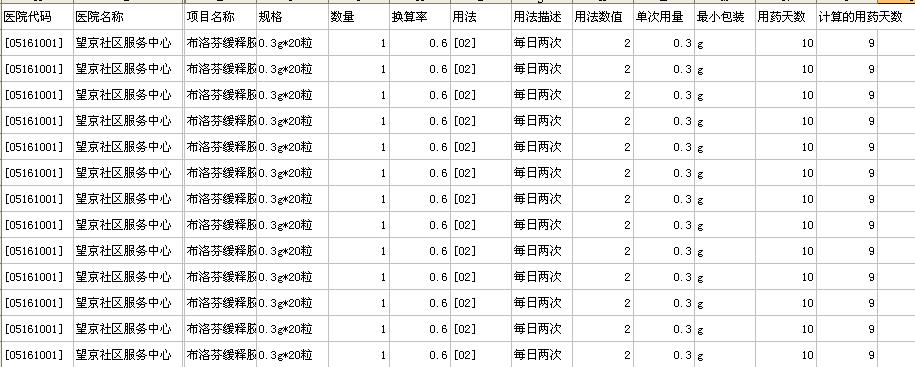 医院代码 医院名称 项目名称 规格 数量 换算率 用法 用法描述 用法数值 单次用量 最小包装 用药天数 计算的用药天数
[05161001] 望京社区服务中心 布洛芬缓释胶 0.3g*20粒 1 0.6 [02] 每日两次 2 0.3 g 10 9
[05161001] 望京社区服务中心 布洛芬缓释胶 0.3g*20粒 1 0.6 [02] 每日两次 2 0.3 g 10 9
[05161001] 望京社区服务中心 布洛芬缓释胶 0.3g*20粒 1 0.6 [02] 每日两次 2 0.3 g 10 9
[05161001] 望京社区服务中心 布洛芬缓释胶 0.3g*20粒 1 0.6 [02] 每日两次 2 0.3 g 10 9
[05161001] 望京社区服务中心 布洛芬缓释胶 0.3g*20粒 1 0.6 [02] 每日两次 2 0.3 g 10 9
[05161001] 望京社区服务中心 布洛芬缓释胶 0.3g*20粒 1 0.6 [02] 每日两次 2 0.3 g 10 9
[05161001] 望京社区服务中心 布洛芬缓释胶 0.3g*20粒 1 0.6 [02] 每日两次 2 0.3 g 10 9
[05161001] 望京社区服务中心 布洛芬缓释胶 0.3g*20粒 1 0.6 [02] 每日两次 2 0.3 g 10 9
[05161001] 望京社区服务中心 布洛芬缓释胶 0.3g*20粒 1 0.6 [02] 每日两次 2 0.3 g 10 9
[05161001] 望京社区服务中心 布洛芬缓释胶 0.3g*20粒 1 0.6 [02] 每日两次 2 0.3 g 10 9
[05161001] 望京社区服务中心 布洛芬缓释胶 0.3g*20粒 1 0.6 [02] 每日两次 2 0.3 g 10 9
[05161001] 望京社区服务中心 布洛芬缓释胶 0.3g*20粒 1 0.6 [02] 每日两次 2 0.3 g 10 9
[05161001] 望京社区服务中心 布洛芬缓释胶 0.3g*20粒 1 0.6 [02] 每日两次 2 0.3 g 10 9